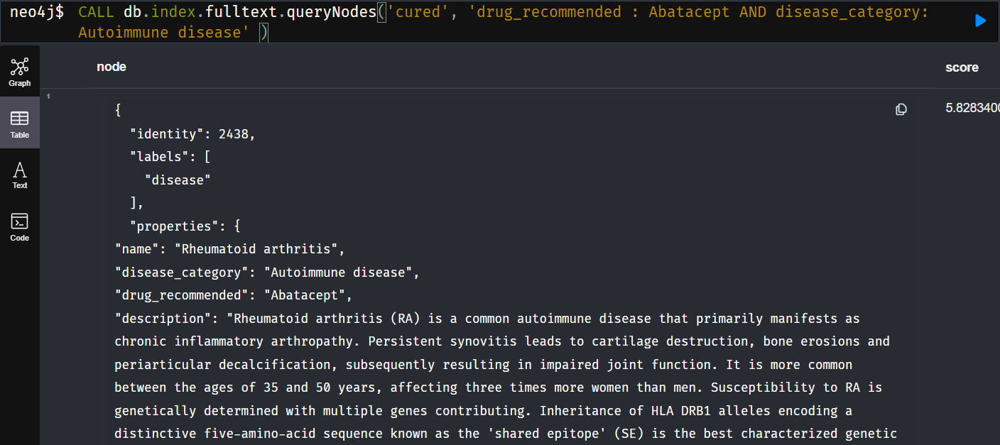 neo4j$ CALL db.index.fulltext.queryNodes('cured', 'drug_recommended : Abatacept AND disease_category:
Autoimmune disease' )
Graph
Table
Text
Code
node score
1
{
5.8283400
"identity": 2438,
"labels": [
"disease"
],
"properties": {
"name": "Rheumatoid arthritis",
"disease_category": "Autoimmune disease",
"drug_recommended": "Abatacept",
"description": "Rheumatoid arthritis (RA) is a common autoimmune disease that primarily manifests as
chronic inflammatory arthropathy. Persistent synovitis leads to cartilage destruction, bone erosions and
periarticular decalcification, subsequently resulting in impaired joint function. It is more common
between the ages of 35 and 50 years, affecting three times more women than men. Susceptibility to RA is
genetically determined with multiple genes contributing. Inheritance of HLA DRB1 alleles encoding a
distinctive five-amino-acid sequence known as the 'shared epitope' (SE) is the best characterized genetic